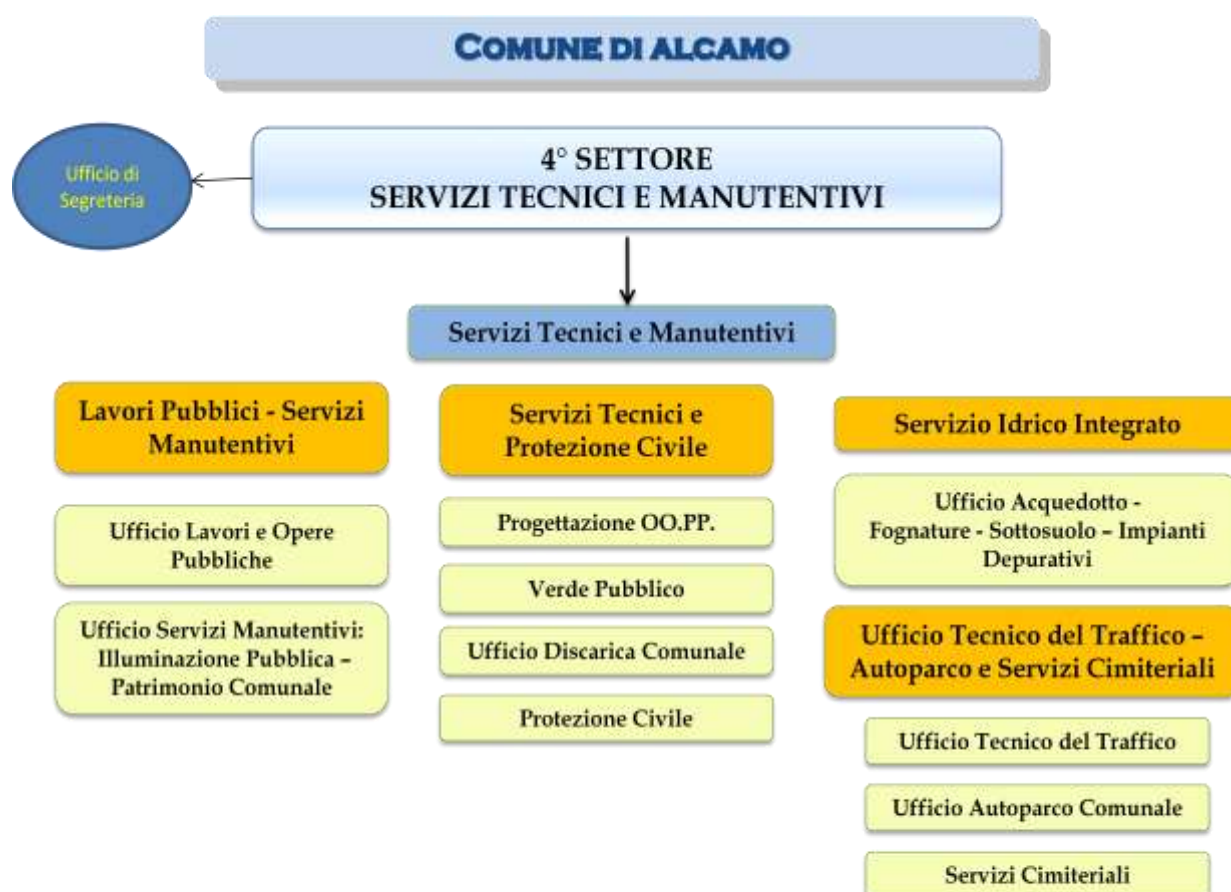 COMUNE DI ALCAMO
Ufficio di
Segreteria
4° SETTORE
SERVIZI TECNICI E MANUTENTIVI
Servizi Tecnici e Manutentivi
Lavori Pubblici - Servizi
Manutentivi
Ufficio Lavori e Opere
Pubbliche
Ufficio Servizi Manutentivi:
Illuminazione Pubblica –
Patrimonio Comunale
Servizi Tecnici e
Protezione Civile
Progettazione OO.PP.
Verde Pubblico
Ufficio Discarica Comunale
Protezione Civile
Servizio Idrico Integrato
Ufficio Acquedotto -
Fognature - Sottosuolo – Impianti
Depurativi
Ufficio Tecnico del Traffico –
Autoparco e Servizi Cimiteriali
Ufficio Tecnico del Traffico
Ufficio Autoparco Comunale
Servizi Cimiteriali